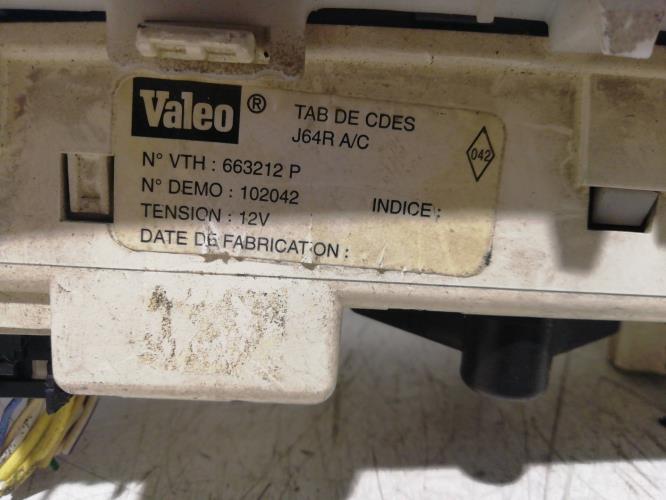 Valeo ®
TAB DE CDES
J64R A/C
042
N° VTH : 663212 P
N° DEMO : 102042
INDICE :
TENSION : 12V
DATE DE FABRICATION :